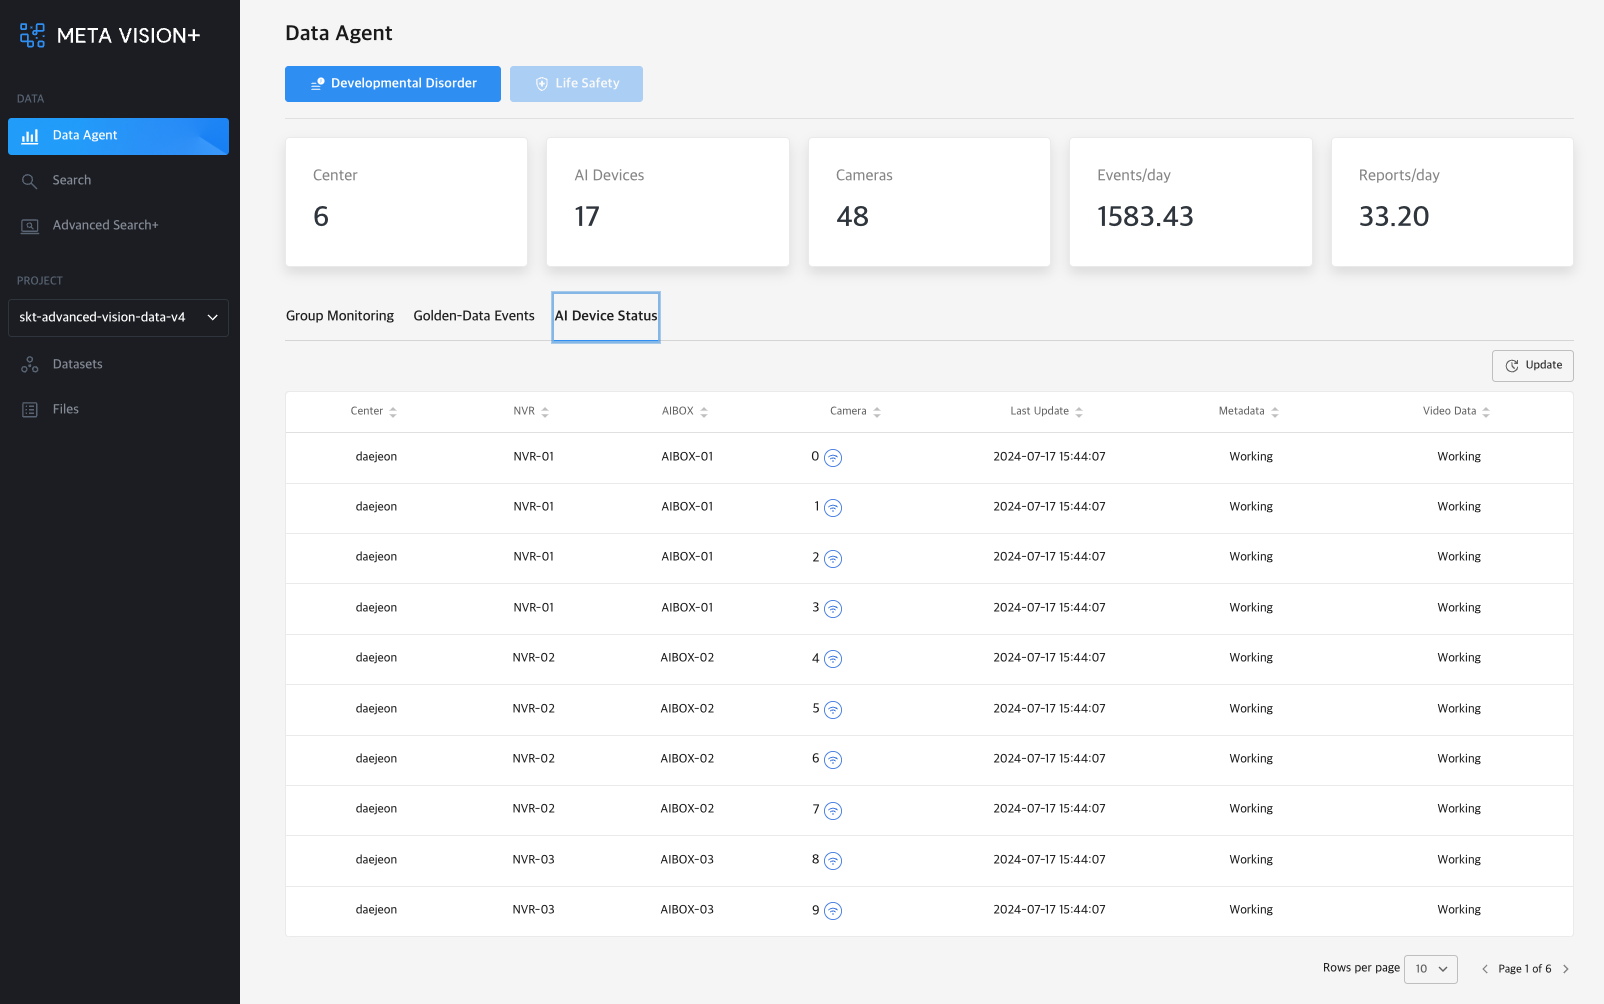 META VISION+
Data Agent
Developmental Disorder
Life Safety
DATA
Data Agent
Search
Advanced Search+
PROJECT
skt-advanced-vision-data-v4
Datasets
Files
Center
6
AI Devices
17
Cameras
48
Events/day
1583.43
Reports/day
33.20
Group Monitoring Golden-Data Events AI Device Status
Update
Center NVR AIBOX Camera Last Update Metadata Video Data
daejeon NVR-01 AIBOX-01 0 2024-07-17 15:44:07 Working Working
daejeon NVR-01 AIBOX-01 1 2024-07-17 15:44:07 Working Working
daejeon NVR-01 AIBOX-01 2 2024-07-17 15:44:07 Working Working
daejeon NVR-01 AIBOX-01 3 2024-07-17 15:44:07 Working Working
daejeon NVR-02 AIBOX-02 4 2024-07-17 15:44:07 Working Working
daejeon NVR-02 AIBOX-02 5 2024-07-17 15:44:07 Working Working
daejeon NVR-02 AIBOX-02 6 2024-07-17 15:44:07 Working Working
daejeon NVR-02 AIBOX-02 7 2024-07-17 15:44:07 Working Working
daejeon NVR-03 AIBOX-03 8 2024-07-17 15:44:07 Working Working
daejeon NVR-03 AIBOX-03 9 2024-07-17 15:44:07 Working Working
Rows per page 10 Page 1 of 6